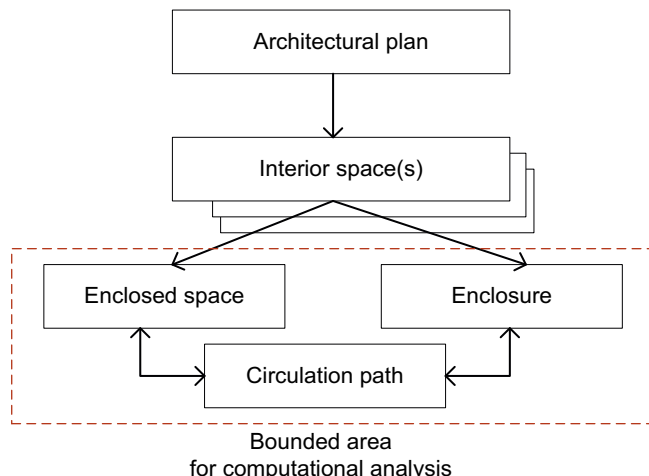 Architectural plan
Interior space(s)
Enclosed space
Enclosure
Circulation path
Bounded area
for computational analysis